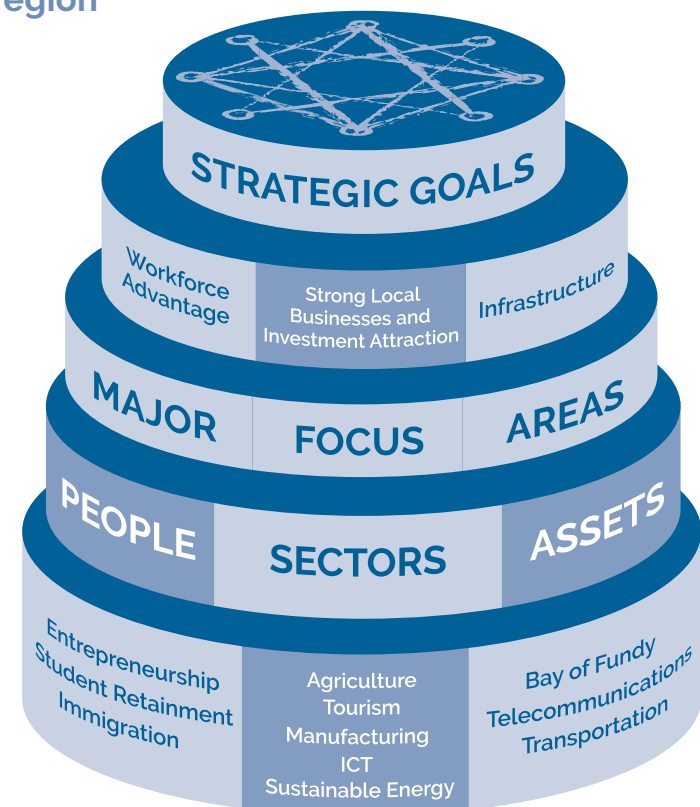 region
STRATEGIC GOALS
Workforce
Advantage
Strong Local
Businesses and
Investment Attraction
Infrastructure
MAJOR
FOCUS
AREAS
PEOPLE
SECTORS
ASSETS
Entrepreneurship
Student Retainment
Immigration
Agriculture
Tourism
Manufacturing
ICT
Sustainable Energy
Bay of Fundy
Telecommunications
Transportation